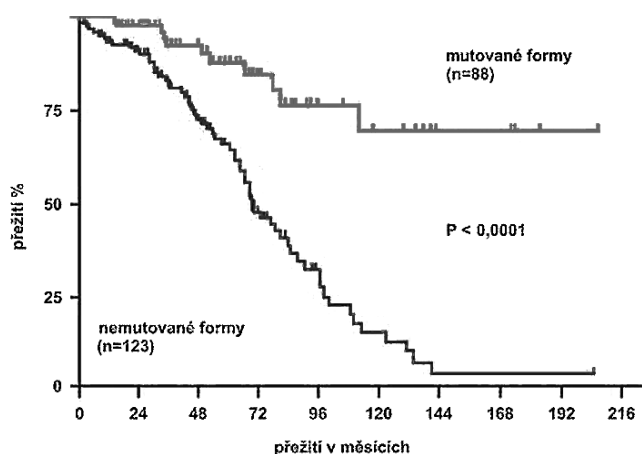 mutované formy
(n=88)
75
přežití %
50
P < 0,0001
25
nemutované formy
(n=123)
0
0 24 48 72 96 120 144 168 192 216
přežití v měsících